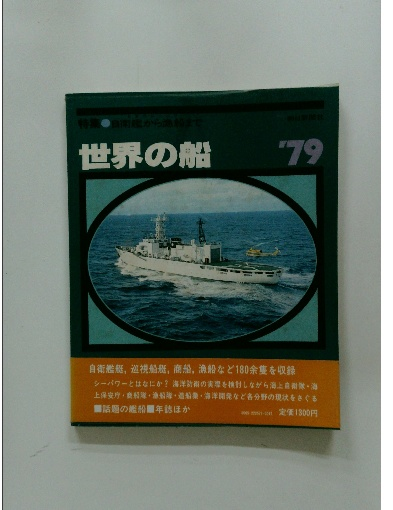 特集●自衛艦から漁船まで
世界の船 '79
自衛艦艇, 巡視船艇, 商船, 漁船など180余隻を収録
シーパワーとはなにか? 海洋防衛の実態を検討しながら海上自衛隊・海
上保安庁・商船隊・漁船隊・造船業・海洋開発など各分野の現状をさぐる
■話題の艦船■年誌ほか
定価1300円